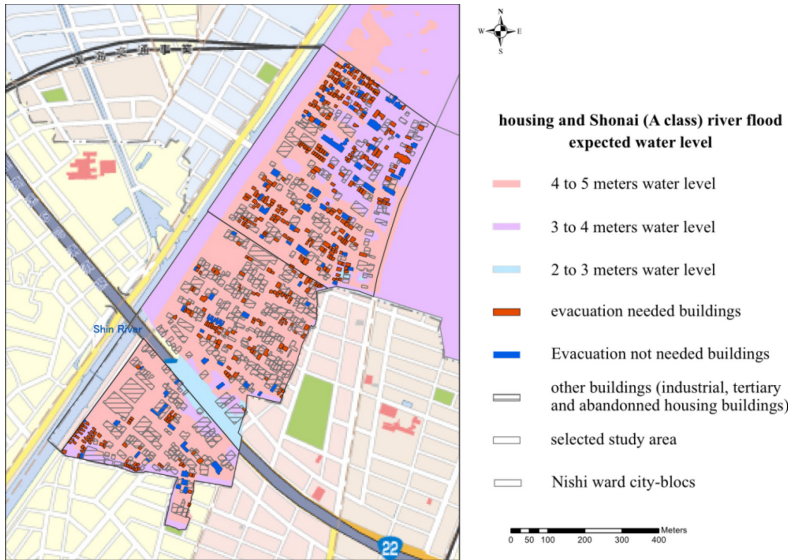 N
W E
S
housing and Shonai (A class) river flood
expected water level
4 to 5 meters water level
3 to 4 meters water level
2 to 3 meters water level
evacuation needed buildings
Evacuation not needed buildings
other buildings (industrial, tertiary
and abandonned housing buildings)
selected study area
Nishi ward city-blocs
Shin River
22
Meters
0 50 100 200 300 400